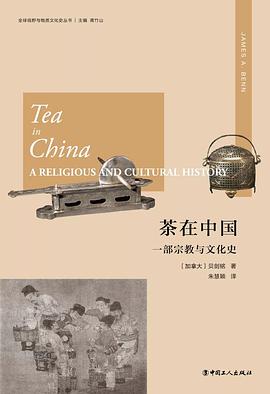 全球视野与物质文化史丛书｜主编 蒋竹山
JAMES A. BENN
Tea
in
China
A RELIGIOUS AND CULTURAL HISTORY
茶在中国
一部宗教与文化史
［加拿大］贝剑铭 著
朱慧颖 译
中国工人出版社